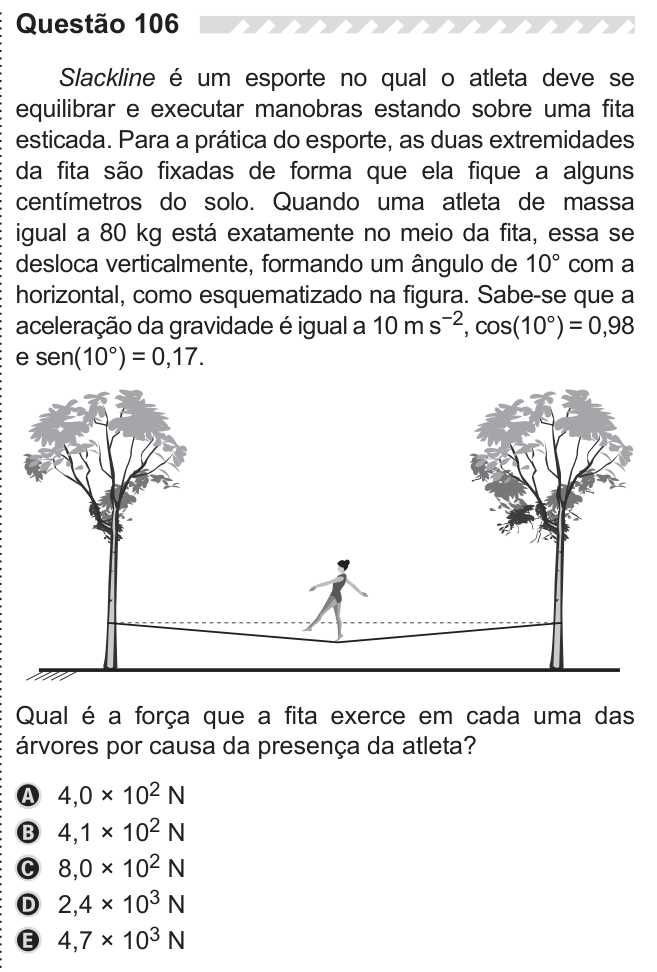 Questão 106
Slackline é um esporte no qual o atleta deve se
equilibrar e executar manobras estando sobre uma fita
esticada. Para a prática do esporte, as duas extremidades
da fita são fixadas de forma que ela fique a alguns
centímetros do solo. Quando uma atleta de massa
igual a 80 kg está exatamente no meio da fita, essa se
desloca verticalmente, formando um ângulo de 10° com a
horizontal, como esquematizado na figura. Sabe-se que a
aceleração da gravidade é igual a 10 m s⁻², cos(10°) = 0,98
e sen(10°) = 0,17.
Qual é a força que a fita exerce em cada uma das
árvores por causa da presença da atleta?
A 4,0 × 10² N
B 4,1 × 10² N
C 8,0 × 10² N
D 2,4 × 10³ N
E 4,7 × 10³ N